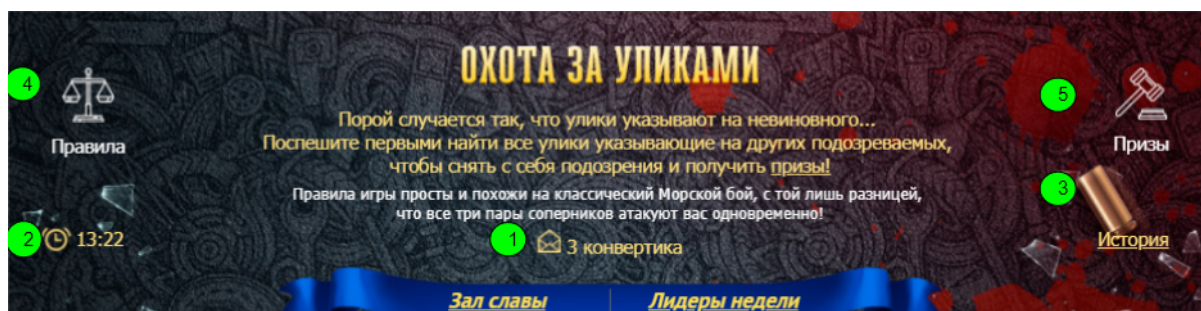 ОХОТА ЗА УЛИКАМИ
4
5
Порой случается так, что улики указывают на невиновного...
Правила
Призы
Поспешите первыми найти все улики указывающие на других подозреваемых,
чтобы снять с себя подозрения и получить призы!
3
Правила игры просты и похожи на классический Морской бой, с той лишь разницей,
что все три пары соперников атакуют вас одновременно!
2 13:22
1 3 конвертика
История
Зал славы Лидеры недели